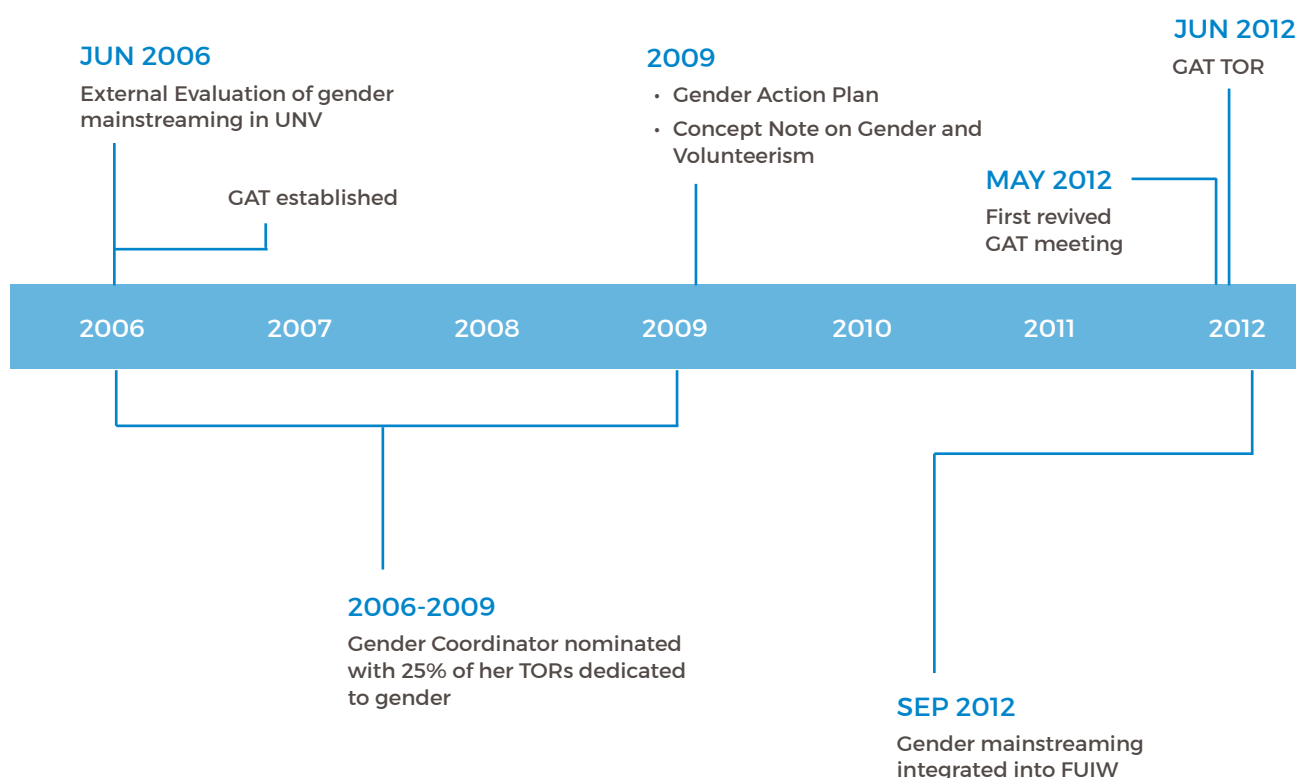 JUN 2006
External Evaluation of gender
mainstreaming in UNV
GAT established
2009
• Gender Action Plan
• Concept Note on Gender and
Volunteerism
JUN 2012
GAT TOR
MAY 2012
First revived
GAT meeting
2006
2007
2008
2009
2010
2011
2012
2006-2009
Gender Coordinator nominated
with 25% of her TORs dedicated
to gender
SEP 2012
Gender mainstreaming
integrated into FUIW